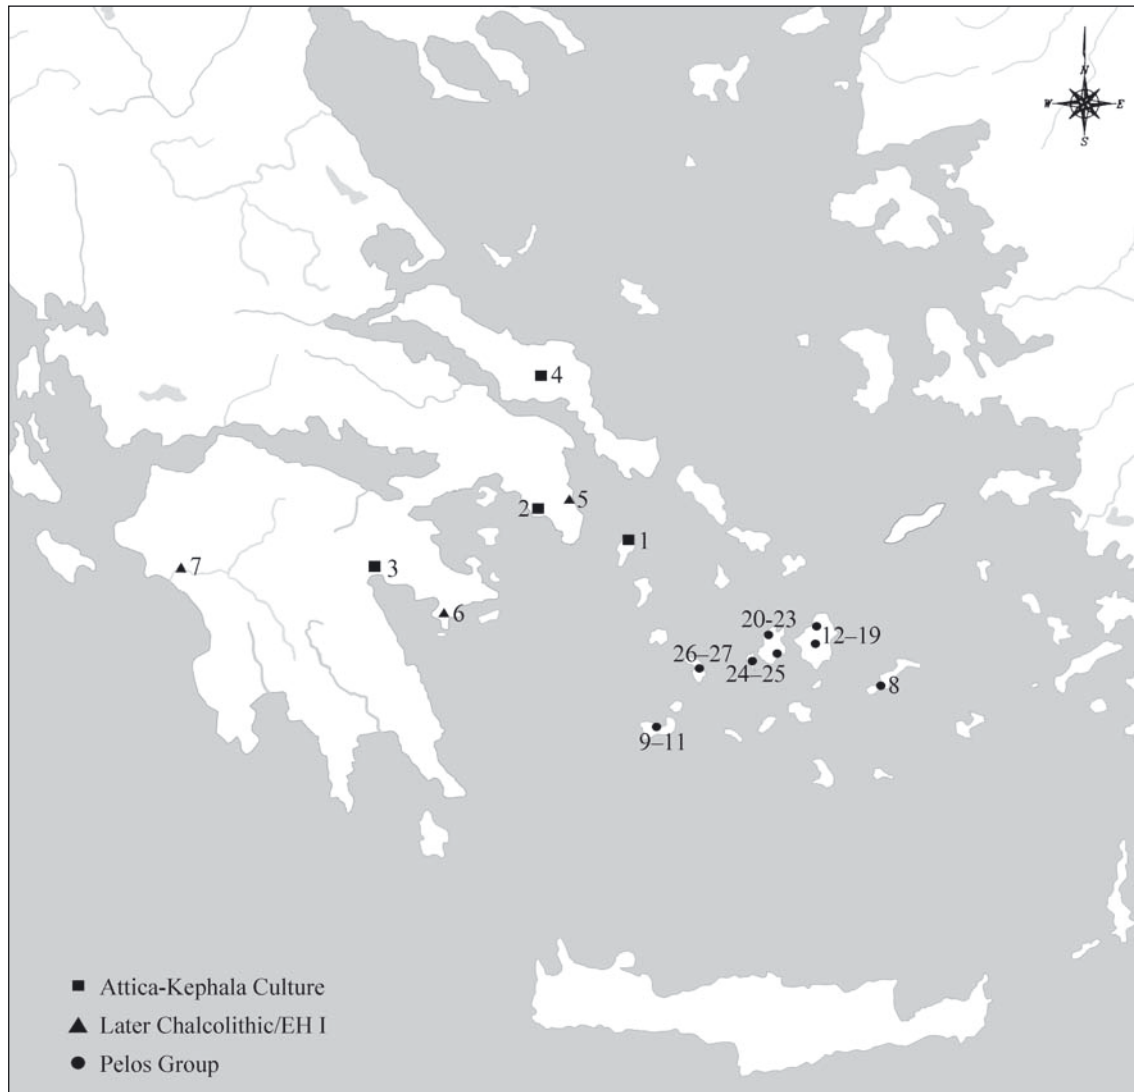 N
W E
S
4
5
2
1
3
7
6
20-23
12–19
26–27
24–25
8
9–11
Attica-Kephala Culture
Later Chalcolithic/EH I
Pelos Group